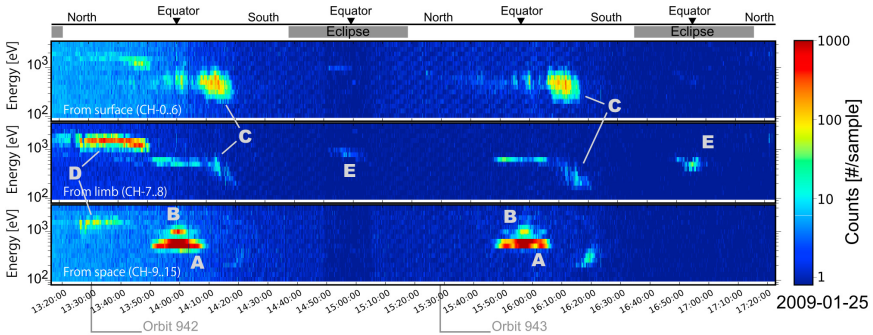 North Equator South Equator North Equator South Equator
Eclipse Eclipse
Energy [eV] 10³ 10² From surface (CH-0..6) C C
Energy [eV] 10³ 10² From limb (CH-7..8) D E E
Energy [eV] 10³ 10² From space (CH-9..15) B A B A
13:20:00 13:30:00 13:40:00 13:50:00 14:00:00 14:10:00 14:20:00 14:30:00 14:40:00 14:50:00 15:00:00 15:10:00 15:20:00 15:30:00 15:40:00 15:50:00 16:00:00 16:10:00 16:20:00 16:30:00 16:40:00 16:50:00 17:00:00 17:10:00 17:20:00
2009-01-25
Orbit 942 Orbit 943
1000
100
10
1
Counts [#/sample]